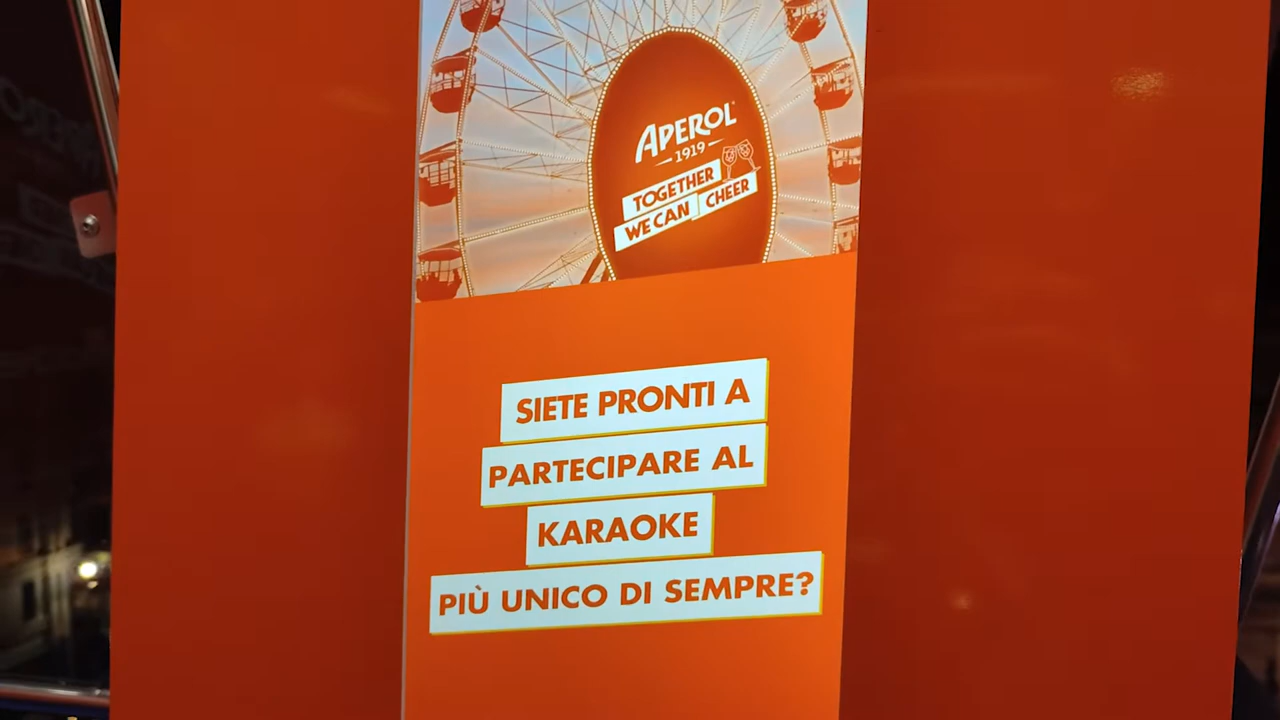 APEROL
1919
TOGETHER
WE CAN CHEER
SIETE PRONTI A
PARTECIPARE AL
KARAOKE
PIÙ UNICO DI SEMPRE?